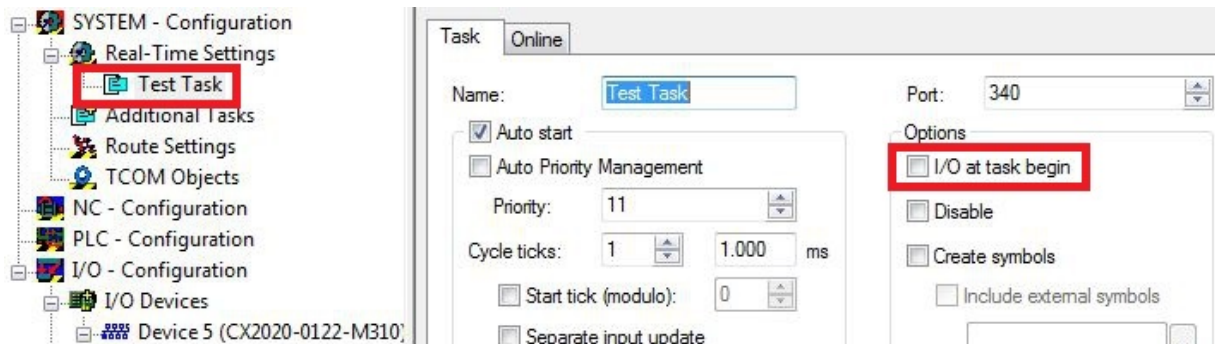 SYSTEM - Configuration
Real-Time Settings
Test Task
Additional Tasks
Route Settings
TCOM Objects
NC - Configuration
PLC - Configuration
I/O - Configuration
I/O Devices
Device 5 (CX2020-0122-M310)
Task Online
Name: Test Task
Auto start
Auto Priority Management
Priority: 11
Cycle ticks: 1 1.000 ms
Start tick (modulo): 0
Separate input update
Port: 340
Options
I/O at task begin
Disable
Create symbols
Include external symbols